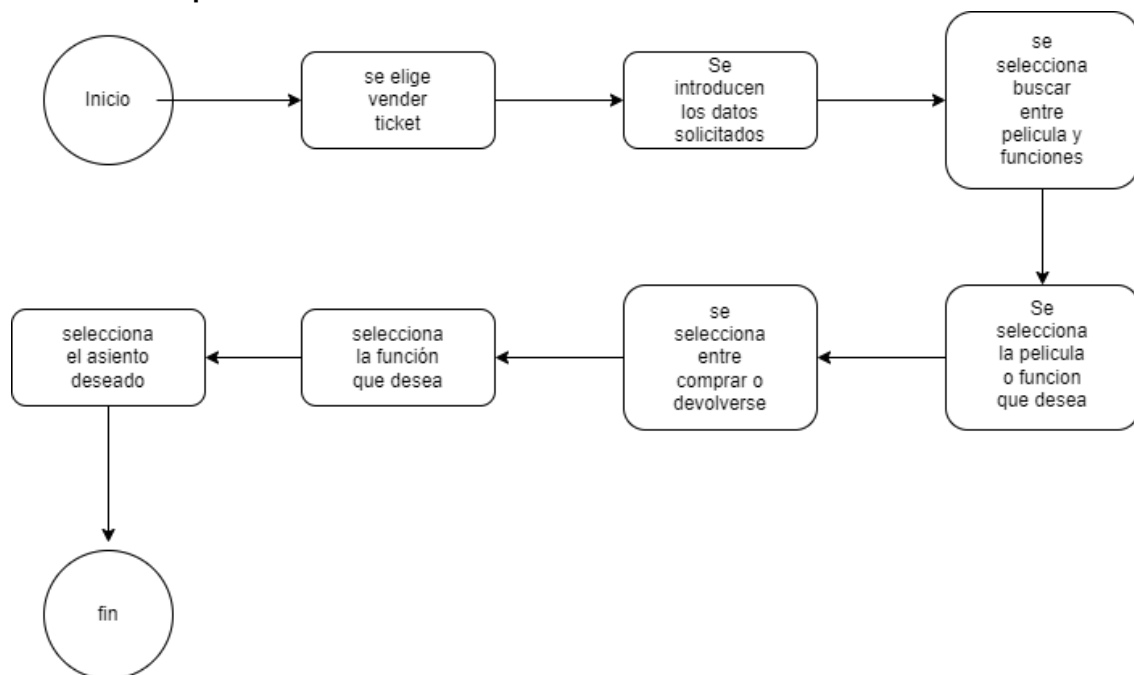 Inicio
se elige
vender
ticket
Se
introducen
los datos
solicitados
se
selecciona
buscar
entre
pelicula y
funciones
Se
selecciona
la pelicula
o funcion
que desea
se
selecciona
entre
comprar o
devolverse
selecciona
la función
que desea
selecciona
el asiento
deseado
fin